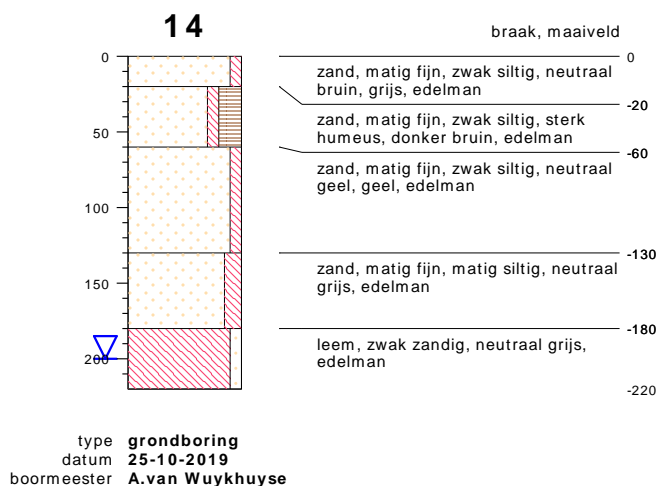 14
braak, maaiveld
0
0
zand, matig fijn, zwak siltig, neutraal
bruin, grijs, edelman
-20
50
zand, matig fijn, zwak siltig, sterk
humeus, donker bruin, edelman
-60
zand, matig fijn, zwak siltig, neutraal
geel, geel, edelman
100
-130
150
zand, matig fijn, matig siltig, neutraal
grijs, edelman
-180
200
leem, zwak zandig, neutraal grijs,
edelman
-220
type grondboring
datum 25-10-2019
boormeester A.van Wuykhuyse